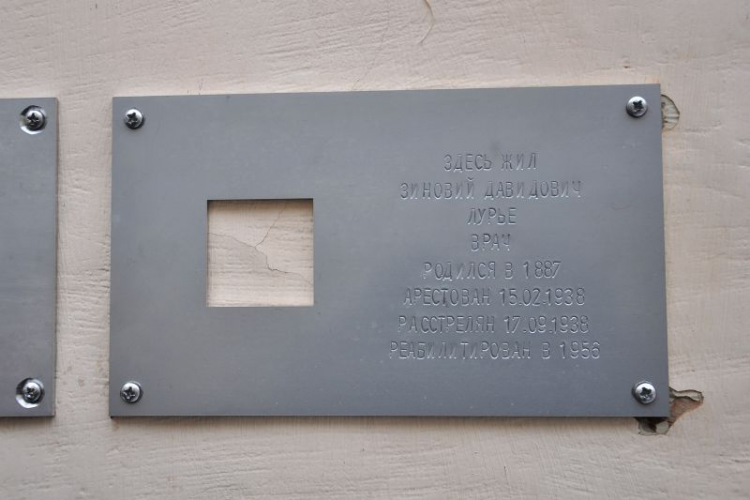 ЗДЕСЬ ЖИЛ
ЗИНОВИЙ ДАВИДОВИЧ
ЛУРЬЕ
ВРАЧ
РОДИЛСЯ В 1887
АРЕСТОВАН 15.02.1938
РАССТРЕЛЯН 17.09.1938
РЕАБИЛИТИРОВАН В 1956